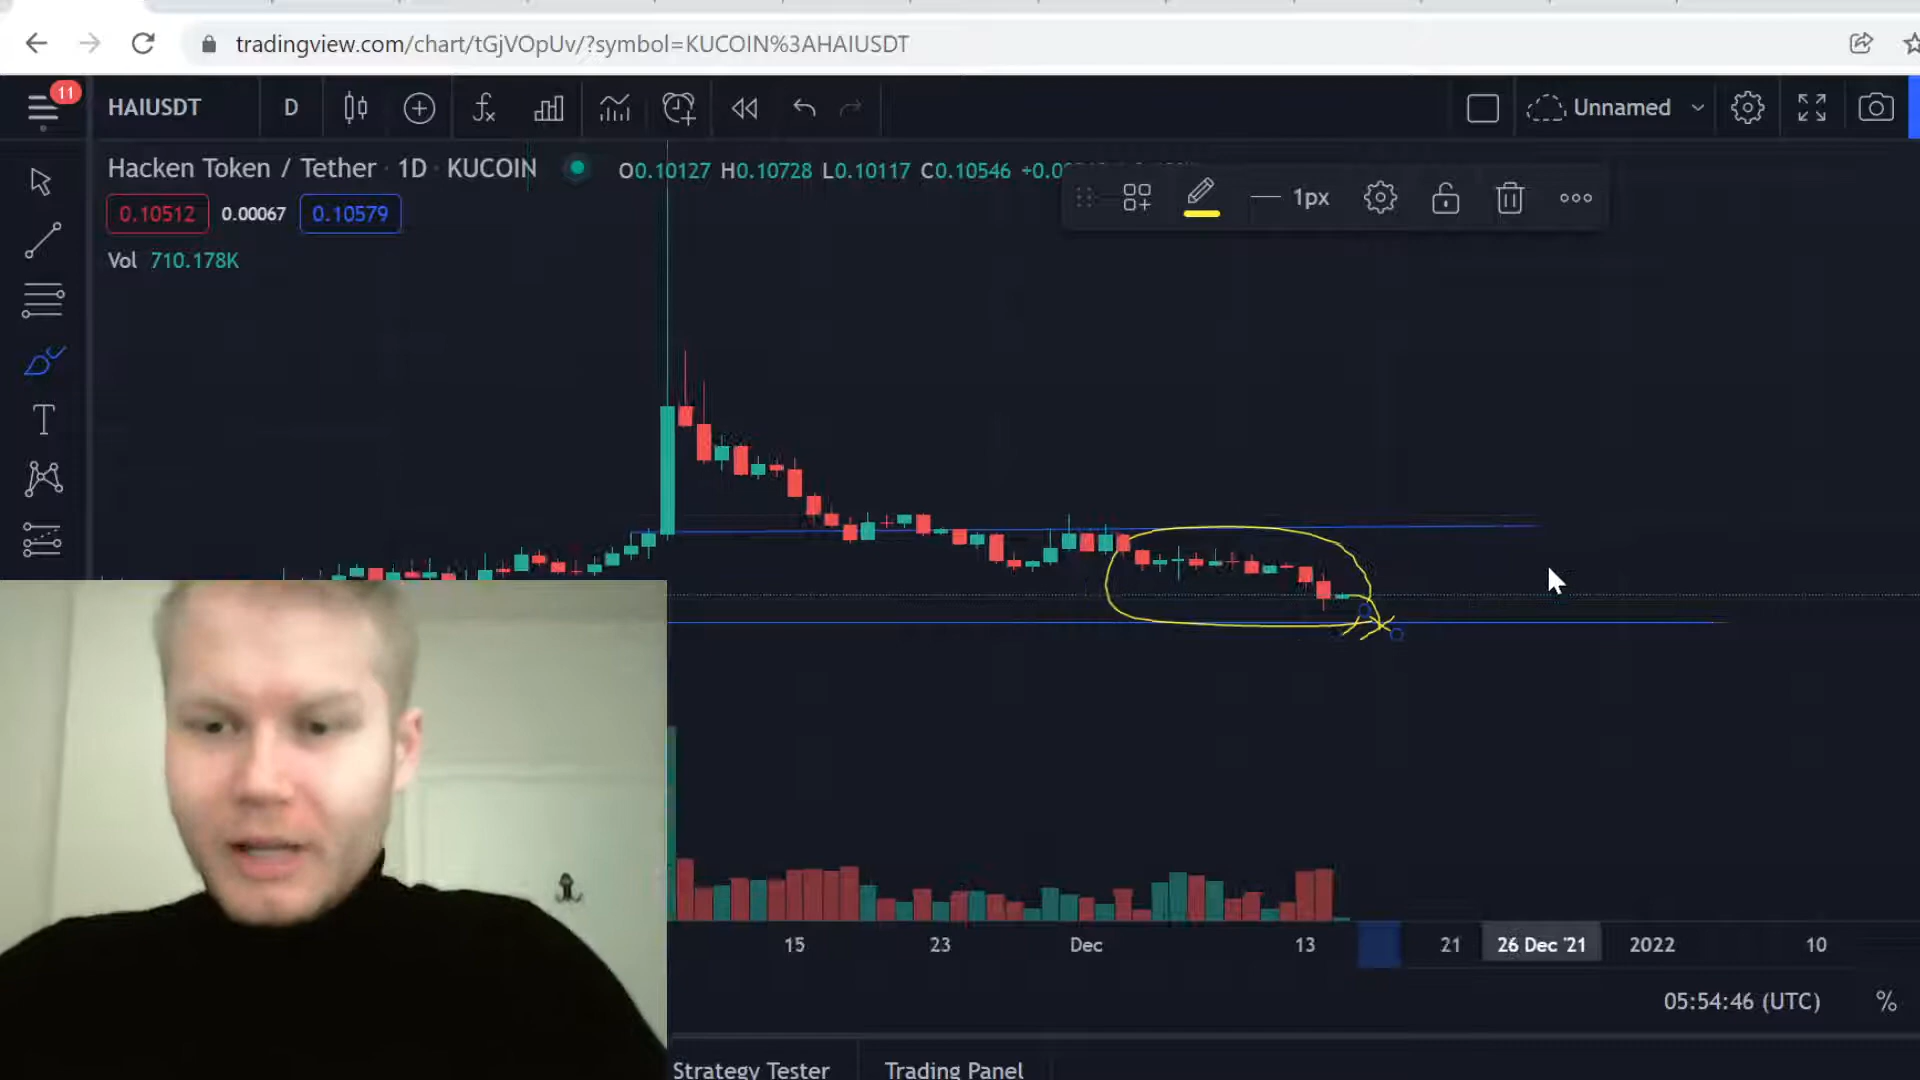 tradingview.com/chart/tGjVOpUv/?symbol=KUCOIN%3AHAIUSDT
11
HAIUSDT
D
Unnamed
Hacken Token / Tether · 1D · KUCOIN
O0.10127 H0.10728 L0.10117 C0.10546 +0.0
1px
0.10512
0.00067
0.10579
Vol 710.178K
T
15
23
Dec
13
21
26 Dec '21
2022
10
05:54:46 (UTC)
%
Strategy Tester
Trading Panel